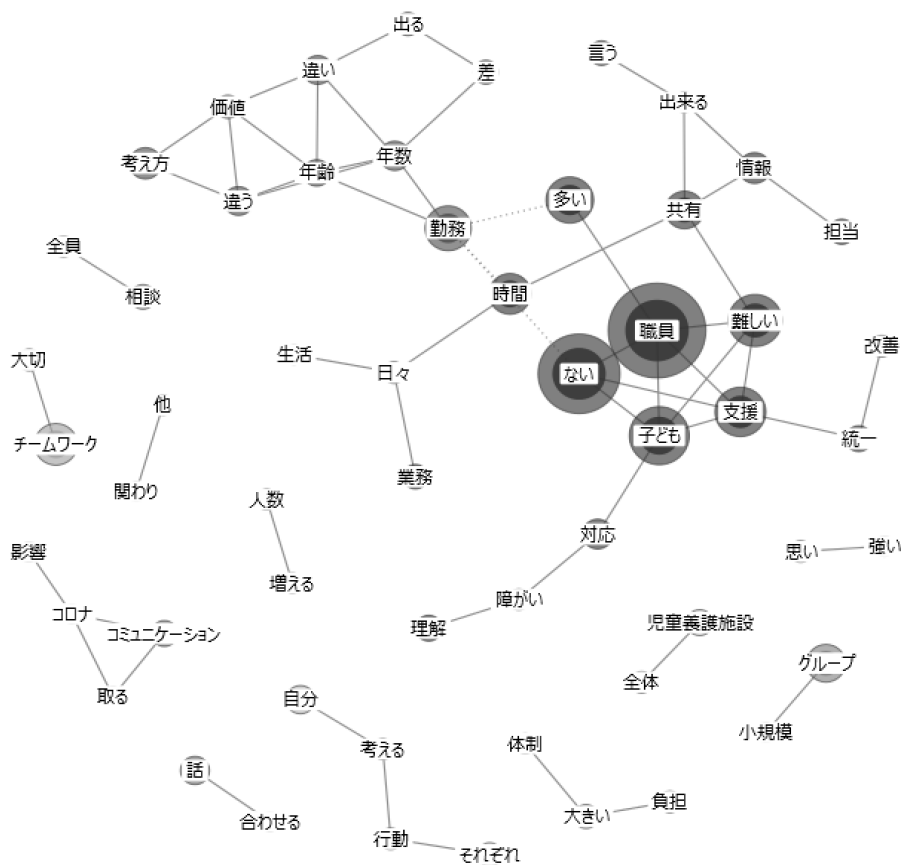 出る
違い
言う
差
価値
出来る
考え方
年齢
年数
情報
違う
多い
共有
勤務
担当
全員
相談
時間
職員
難しい
生活
日々
ない
改善
大切
他
支援
チームワーク
子ども
統一
業務
関わり
人数
対応
影響
思い
強い
増える
障がい
コロナ
コミュニケーション
理解
児童養護施設
取る
全体
グループ
自分
小規模
考える
体制
話
負担
合わせる
大きい
行動
それぞれ